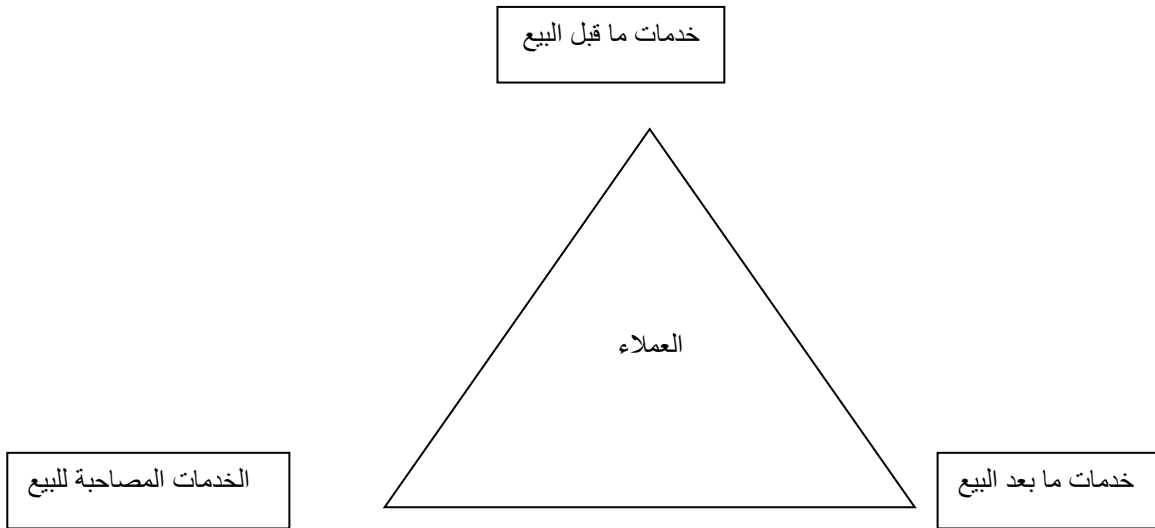 خدمات ما قبل البيع
العملاء
خدمات ما بعد البيع
الخدمات المصاحبة للبيع